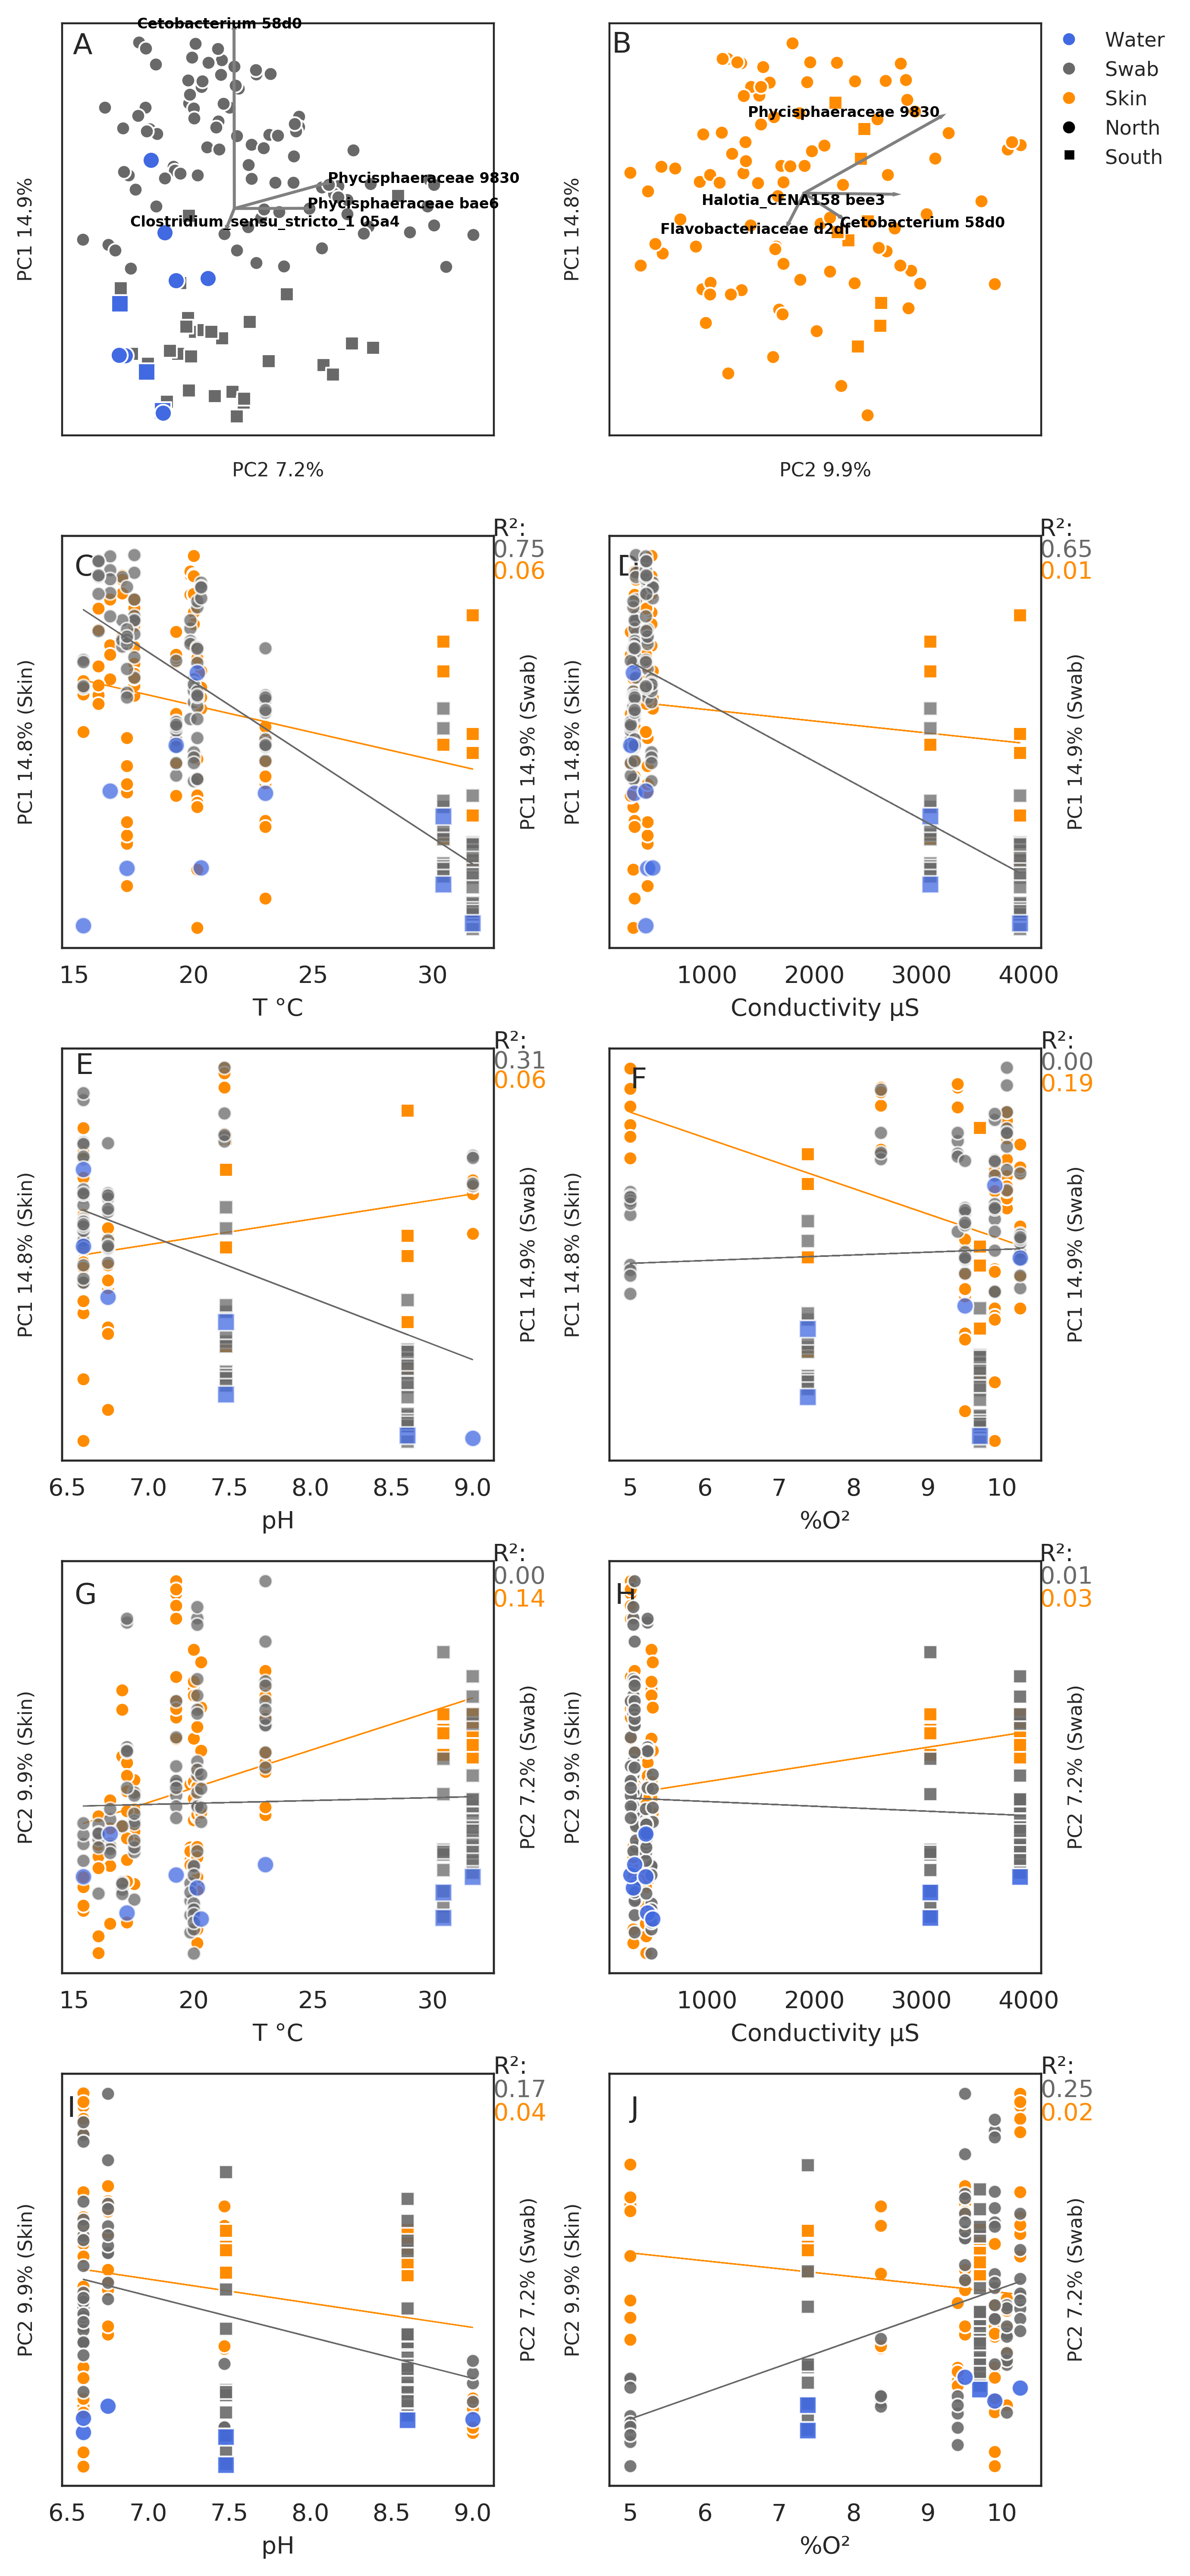 A
Cetobacterium 58d0
Phycisphaeraceae 9830
Phycisphaeraceae bae6
Clostridium_sensu_stricto_1 05a4
PC1 14.9%
PC2 7.2%
B
Phycisphaeraceae 9830
Halotia_CENA158 bee3
Cetobacterium 58d0
Flavobacteriaceae d2df
PC1 14.8%
PC2 9.9%
Water
Swab
Skin
North
South
C
R²:
0.75
0.06
PC1 14.8% (Skin)
PC1 14.9% (Swab)
15 20 25 30
T °C
D
R²:
0.65
0.01
PC1 14.8% (Skin)
PC1 14.9% (Swab)
1000 2000 3000 4000
Conductivity µS
E
R²:
0.31
0.06
PC1 14.8% (Skin)
PC1 14.9% (Swab)
6.5 7.0 7.5 8.0 8.5 9.0
pH
F
R²:
0.00
0.19
PC1 14.8% (Skin)
PC1 14.9% (Swab)
5 6 7 8 9 10
%O²
G
R²:
0.00
0.14
PC2 9.9% (Skin)
PC2 7.2% (Swab)
15 20 25 30
T °C
H
R²:
0.01
0.03
PC2 9.9% (Skin)
PC2 7.2% (Swab)
1000 2000 3000 4000
Conductivity µS
I
R²:
0.17
0.04
PC2 9.9% (Skin)
PC2 7.2% (Swab)
6.5 7.0 7.5 8.0 8.5 9.0
pH
J
R²:
0.25
0.02
PC2 9.9% (Skin)
PC2 7.2% (Swab)
5 6 7 8 9 10
%O²